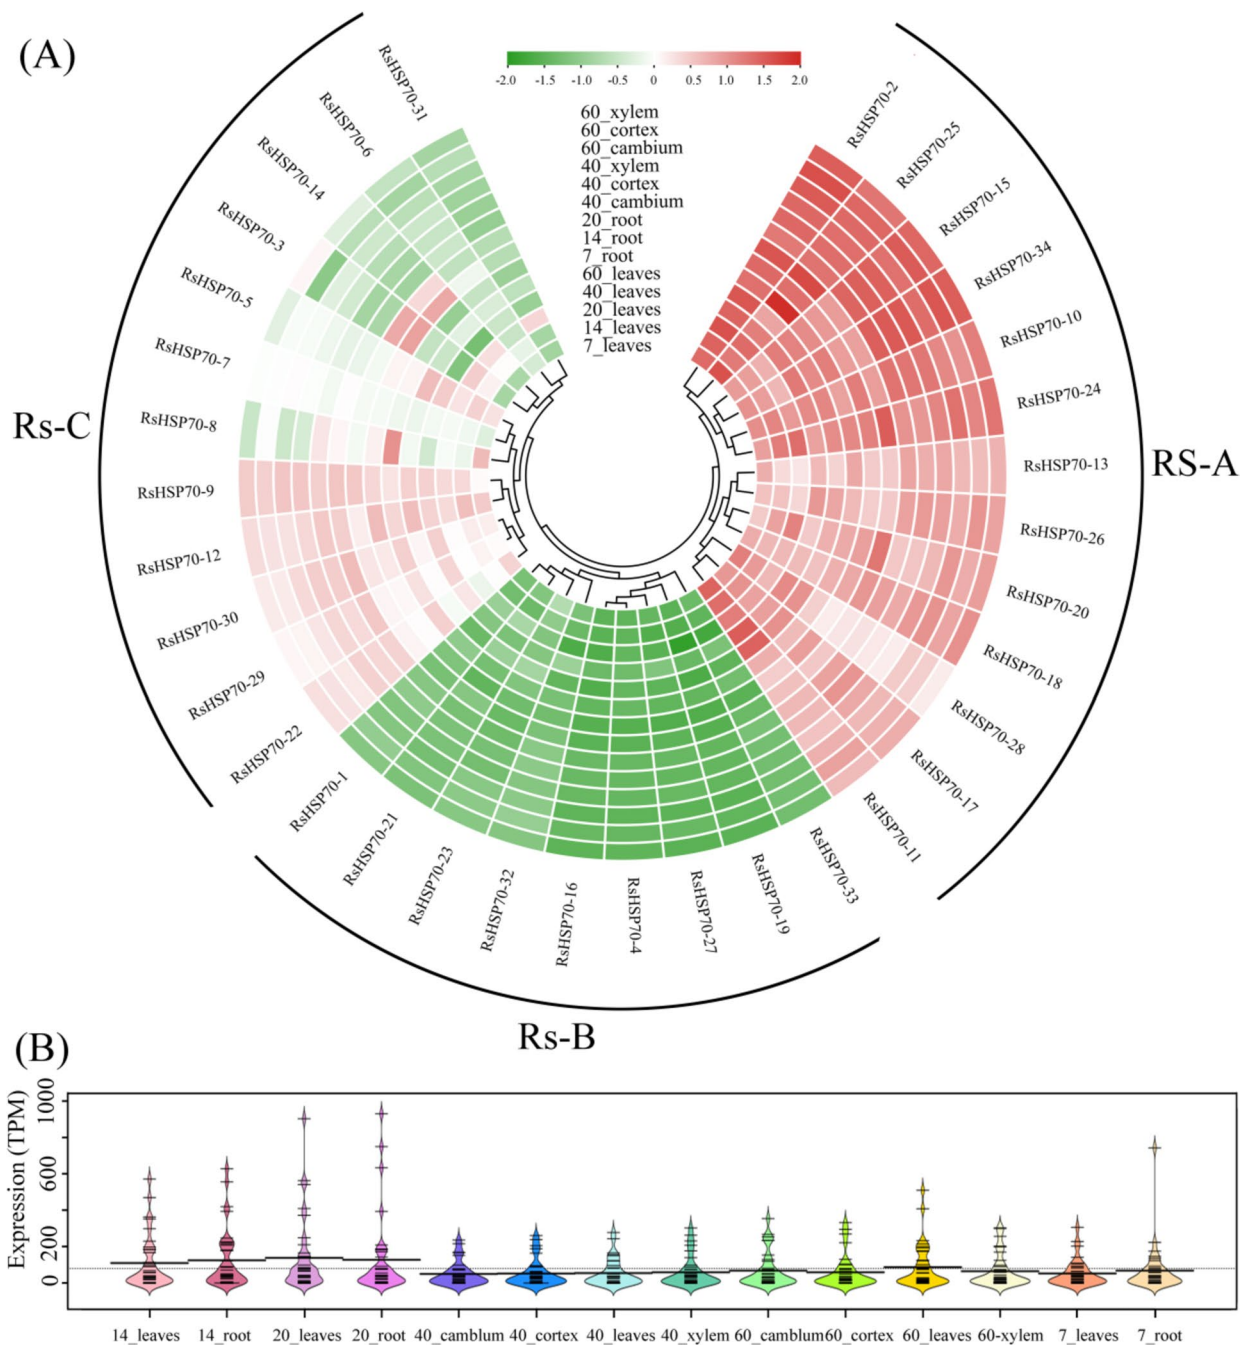 (A)
-2.0 -1.5 -1.0 -0.5 0 0.5 1.0 1.5 2.0
60_xylem
60_cortex
60_cambium
40_xylem
40_cortex
40_cambium
20_root
14_root
7_root
60_leaves
40_leaves
20_leaves
14_leaves
7_leaves
RsHSP70-2
RsHSP70-25
RsHSP70-15
RsHSP70-34
RsHSP70-10
RsHSP70-24
RsHSP70-13
RsHSP70-26
RsHSP70-20
RsHSP70-18
RsHSP70-28
RsHSP70-17
RsHSP70-11
RsHSP70-33
RsHSP70-19
RsHSP70-27
RsHSP70-4
RsHSP70-16
RsHSP70-32
RsHSP70-23
RsHSP70-21
RsHSP70-1
RsHSP70-22
RsHSP70-29
RsHSP70-30
RsHSP70-12
RsHSP70-9
RsHSP70-8
RsHSP70-7
RsHSP70-5
RsHSP70-3
RsHSP70-14
RsHSP70-6
RsHSP70-31
RS-A
Rs-B
Rs-C
(B)
Expression (TPM)
1000
600
200
0
14_leaves 14_root 20_leaves 20_root 40_camblum 40_cortex 40_leaves 40_xylem 60_camblum 60_cortex 60_leaves 60-xylem 7_leaves 7_root